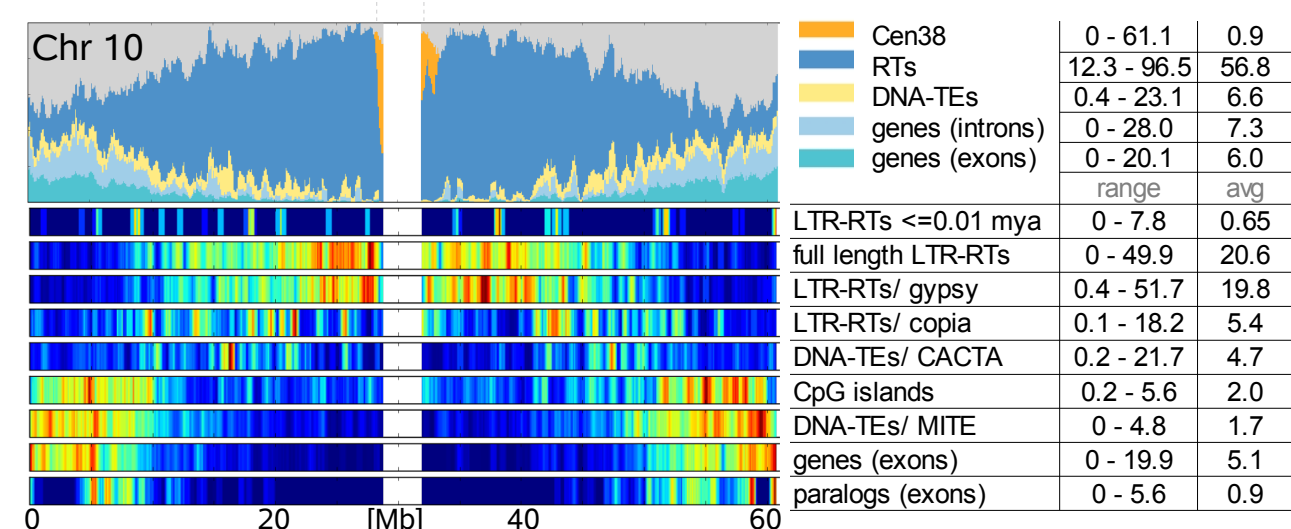 Chr 10
Cen38 0 - 61.1 0.9
RTs 12.3 - 96.5 56.8
DNA-TEs 0.4 - 23.1 6.6
genes (introns) 0 - 28.0 7.3
genes (exons) 0 - 20.1 6.0
range avg
LTR-RTs <=0.01 mya 0 - 7.8 0.65
full length LTR-RTs 0 - 49.9 20.6
LTR-RTs/ gypsy 0.4 - 51.7 19.8
LTR-RTs/ copia 0.1 - 18.2 5.4
DNA-TEs/ CACTA 0.2 - 21.7 4.7
CpG islands 0.2 - 5.6 2.0
DNA-TEs/ MITE 0 - 4.8 1.7
genes (exons) 0 - 19.9 5.1
paralogs (exons) 0 - 5.6 0.9
0 20 [Mb] 40 60